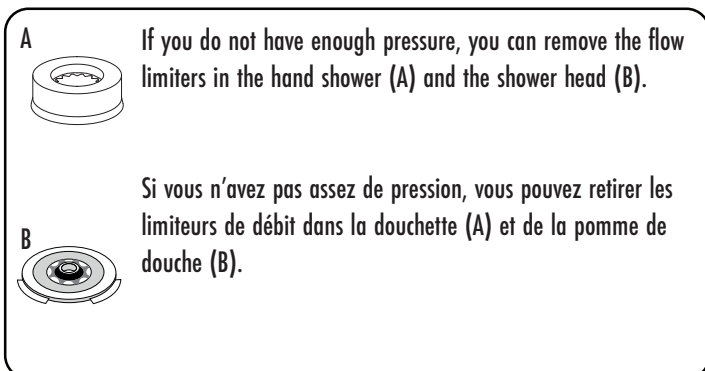 A
If you do not have enough pressure, you can remove the flow
limiters in the hand shower (A) and the shower head (B).
Si vous n’avez pas assez de pression, vous pouvez retirer les
limiteurs de débit dans la douchette (A) et de la pomme de
B
douche (B).